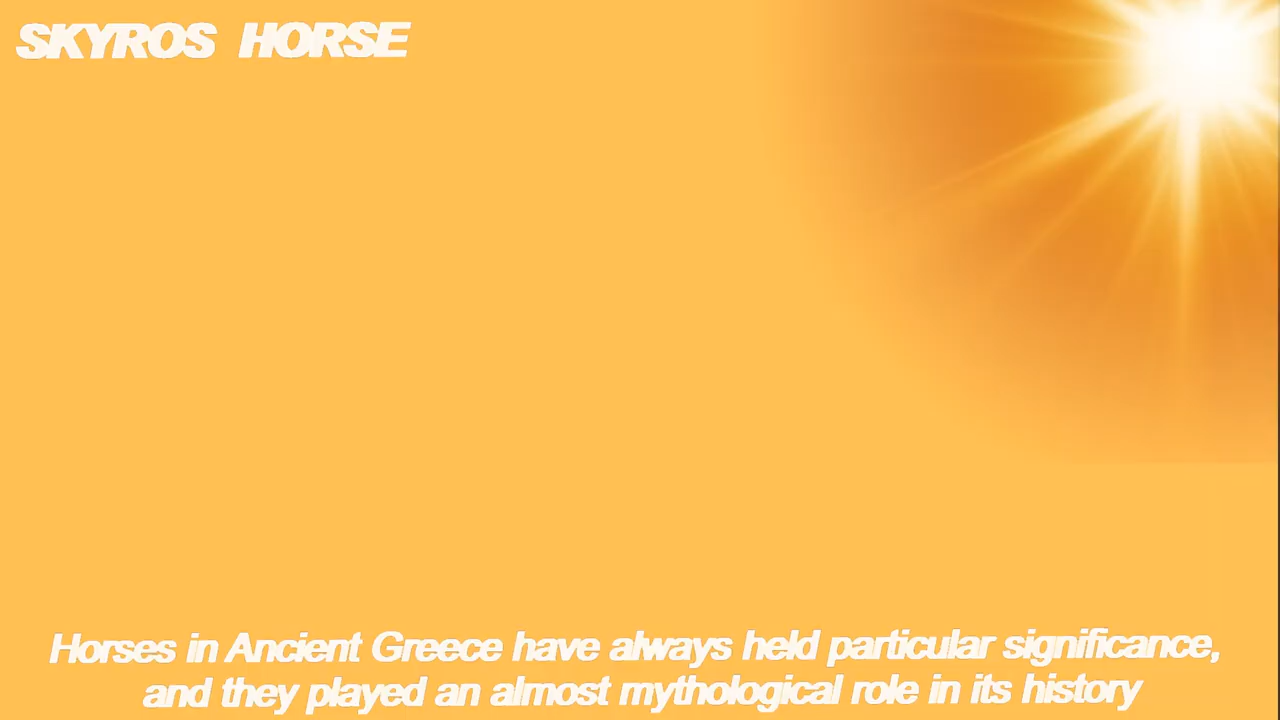 SKYROS HORSE
Horses in Ancient Greece have always held particular significance,
and they played an almost mythological role in its history